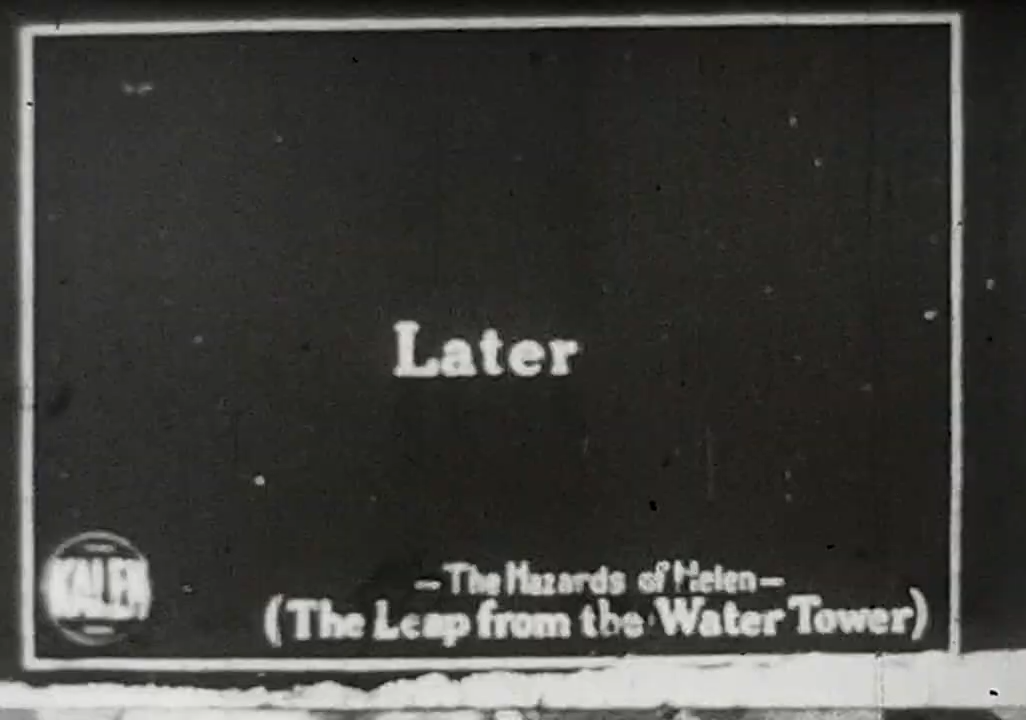 Later
KALEM
—The Hazards of Helen—
(The Leap from the Water Tower)